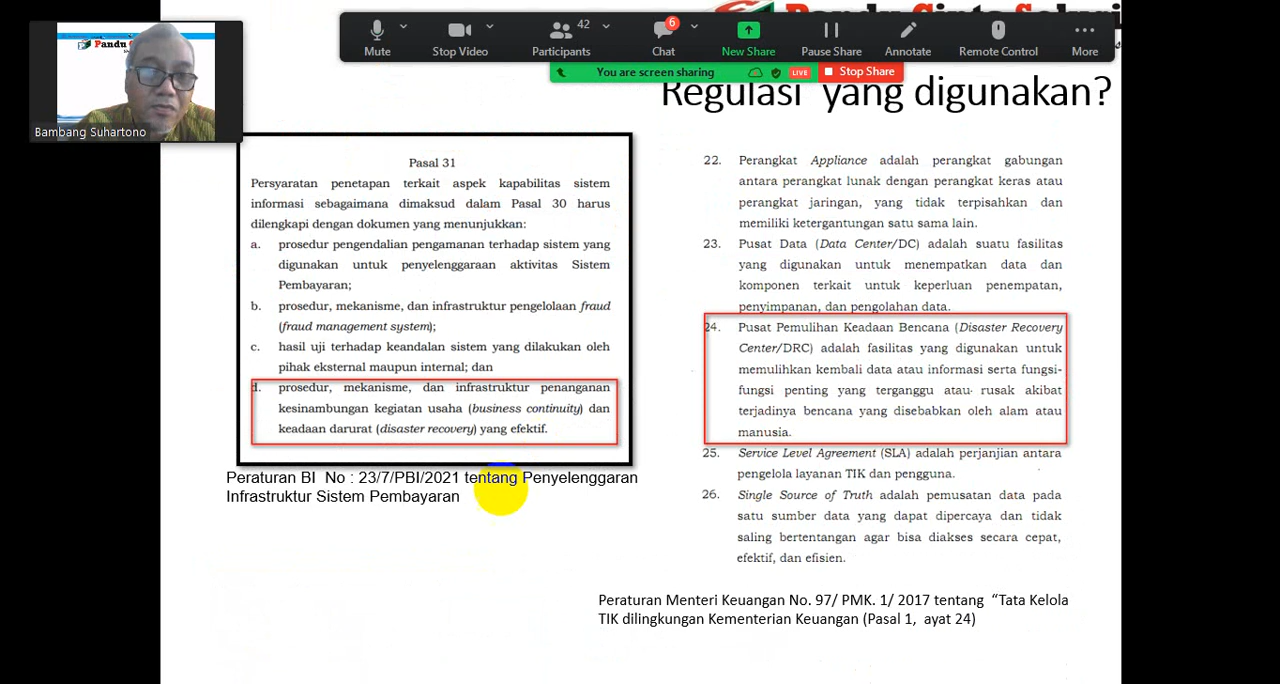 Pandu Cipta Solusi
Mute
Stop Video
42
Participants
6
Chat
New Share
Pause Share
Annotate
Remote Control
More
You are screen sharing
LIVE
Stop Share
Bambang Suhartono
Regulasi yang digunakan?
Pasal 31
Persyaratan penetapan terkait aspek kapabilitas sistem
informasi sebagaimana dimaksud dalam Pasal 30 harus
dilengkapi dengan dokumen yang menunjukkan:
a. prosedur pengendalian pengamanan terhadap sistem yang
digunakan untuk penyelenggaraan aktivitas Sistem
Pembayaran;
b. prosedur, mekanisme, dan infrastruktur pengelolaan fraud
(fraud management system);
c. hasil uji terhadap keandalan sistem yang dilakukan oleh
pihak eksternal maupun internal; dan
d. prosedur, mekanisme, dan infrastruktur penanganan
kesinambungan kegiatan usaha (business continuity) dan
keadaan darurat (disaster recovery) yang efektif.
Peraturan BI No : 23/7/PBI/2021 tentang Penyelenggaran
Infrastruktur Sistem Pembayaran
22. Perangkat Appliance adalah perangkat gabungan
antara perangkat lunak dengan perangkat keras atau
perangkat jaringan, yang tidak terpisahkan dan
memiliki ketergantungan satu sama lain.
23. Pusat Data (Data Center/DC) adalah suatu fasilitas
yang digunakan untuk menempatkan data dan
komponen terkait untuk keperluan penempatan,
penyimpanan, dan pengolahan data.
24. Pusat Pemulihan Keadaan Bencana (Disaster Recovery
Center/DRC) adalah fasilitas yang digunakan untuk
memulihkan kembali data atau informasi serta fungsi-
fungsi penting yang terganggu atau rusak akibat
terjadinya bencana yang disebabkan oleh alam atau
manusia.
25. Service Level Agreement (SLA) adalah perjanjian antara
pengelola layanan TIK dan pengguna.
26. Single Source of Truth adalah pemusatan data pada
satu sumber data yang dapat dipercaya dan tidak
saling bertentangan agar bisa diakses secara cepat,
efektif, dan efisien.
Peraturan Menteri Keuangan No. 97/ PMK. 1/ 2017 tentang “Tata Kelola
TIK dilingkungan Kementerian Keuangan (Pasal 1, ayat 24)